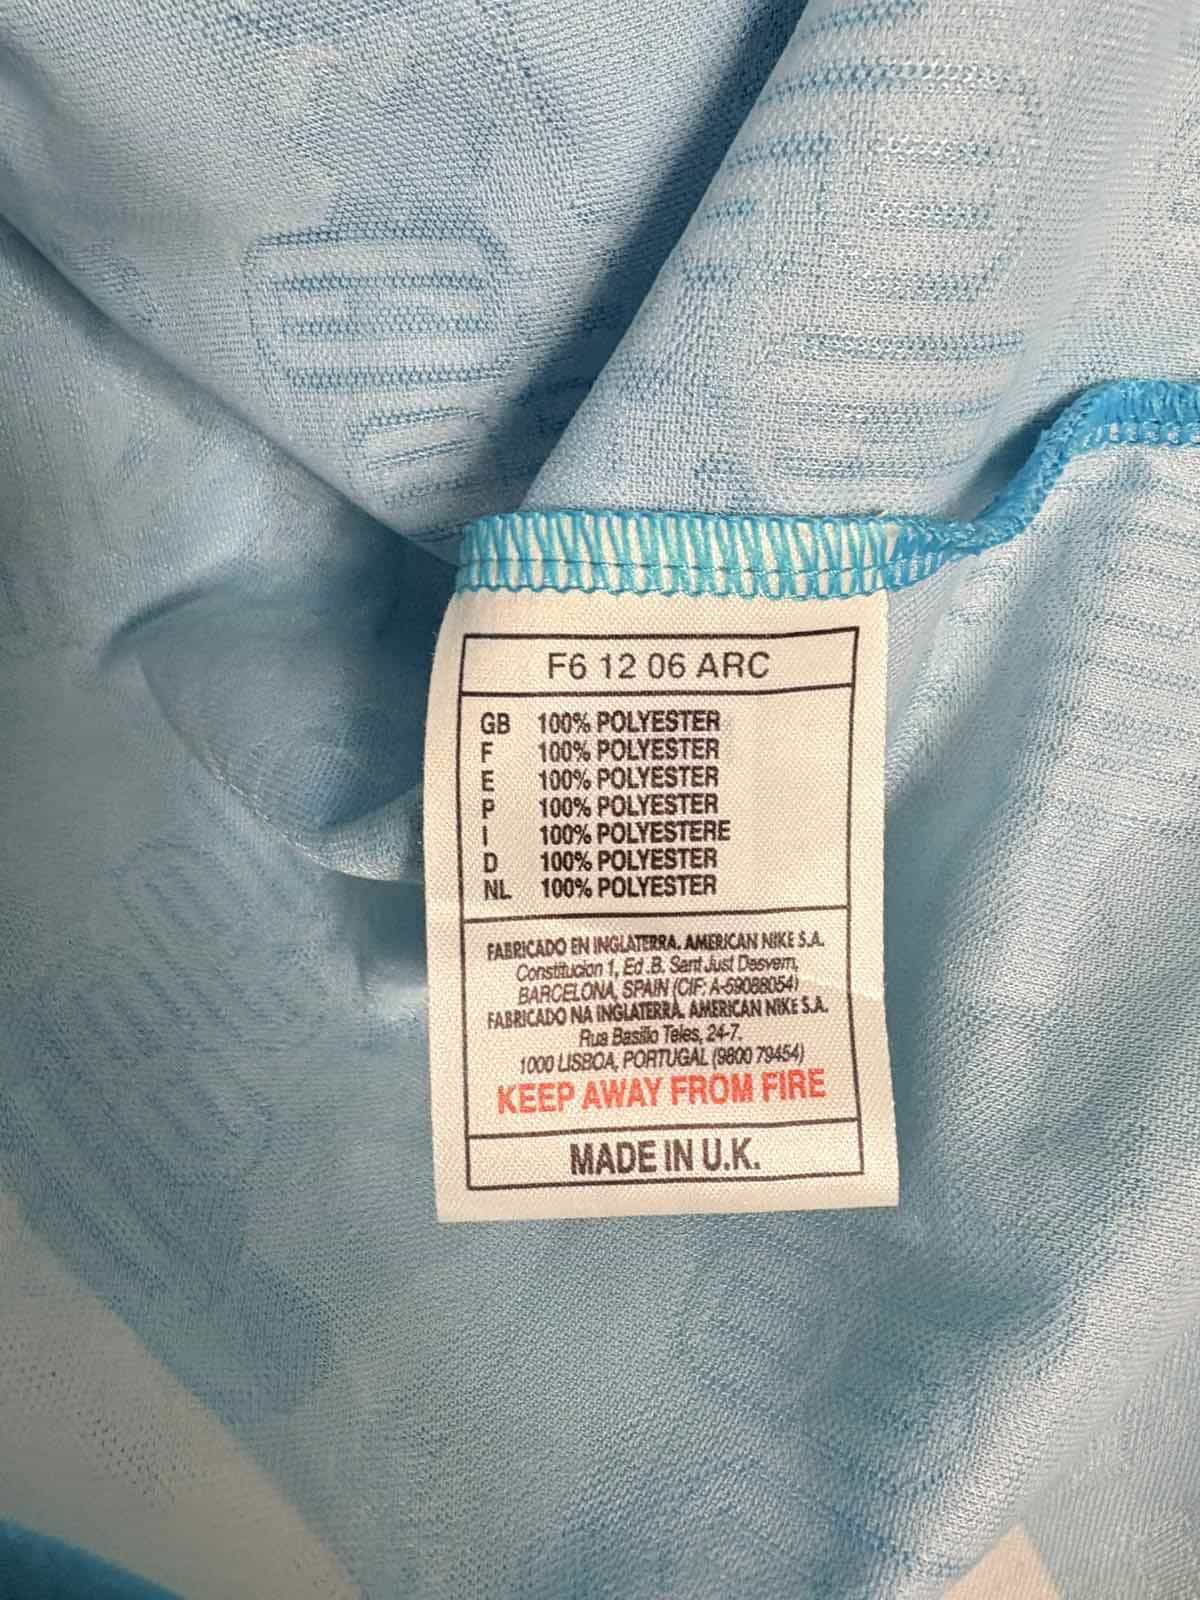 F6 12 06 ARC
GB 100% POLYESTER
F 100% POLYESTER
E 100% POLYESTER
P 100% POLYESTER
I 100% POLYESTERE
D 100% POLYESTER
NL 100% POLYESTER
FABRICADO EN INGLATERRA. AMERICAN NIKE S.A.
Constitucion 1, Ed .B. Sant Just Desvern,
BARCELONA, SPAIN (CIF: A-59088054)
FABRICADO NA INGLATERRA. AMERICAN NIKE S.A.
Rua Basilio Teles, 24-7.
1000 LISBOA, PORTUGAL (9800 79454)
KEEP AWAY FROM FIRE
MADE IN U.K.